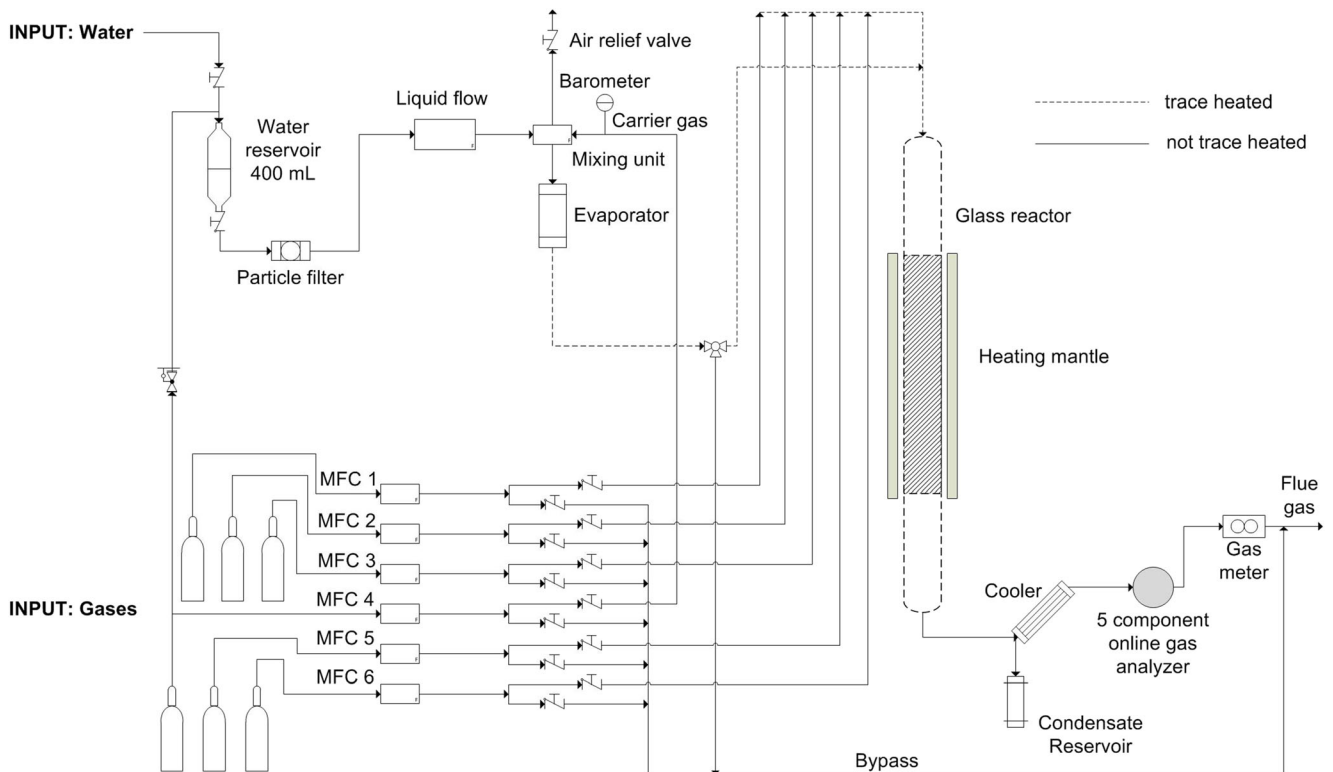 INPUT: Water
Air relief valve
Barometer
Liquid flow
Carrier gas
trace heated
Water
reservoir
400 mL
Mixing unit
not trace heated
Evaporator
Glass reactor
Particle filter
F
F
Heating mantle
MFC 1
F
MFC 2
F
MFC 3
F
MFC 4
F
MFC 5
F
MFC 6
F
INPUT: Gases
Flue
gas
Gas
meter
Cooler
5 component
online gas
analyzer
Condensate
Reservoir
Bypass